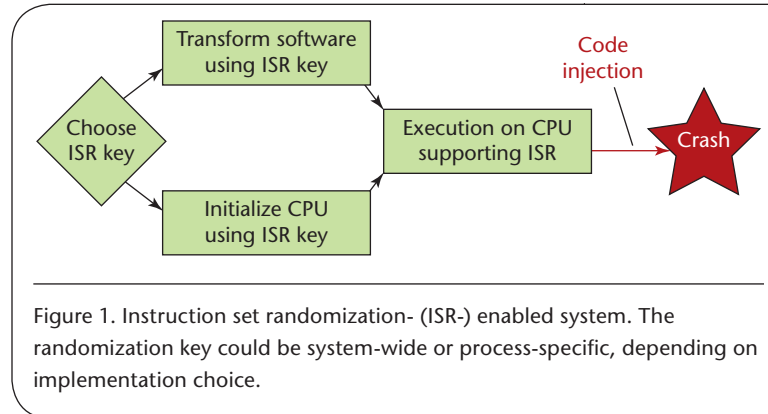 Transform software
using ISR key
Code
injection
Choose
ISR key
Execution on CPU
supporting ISR
Crash
Initialize CPU
using ISR key
Figure 1. Instruction set randomization- (ISR-) enabled system. The
randomization key could be system-wide or process-specific, depending on
implementation choice.